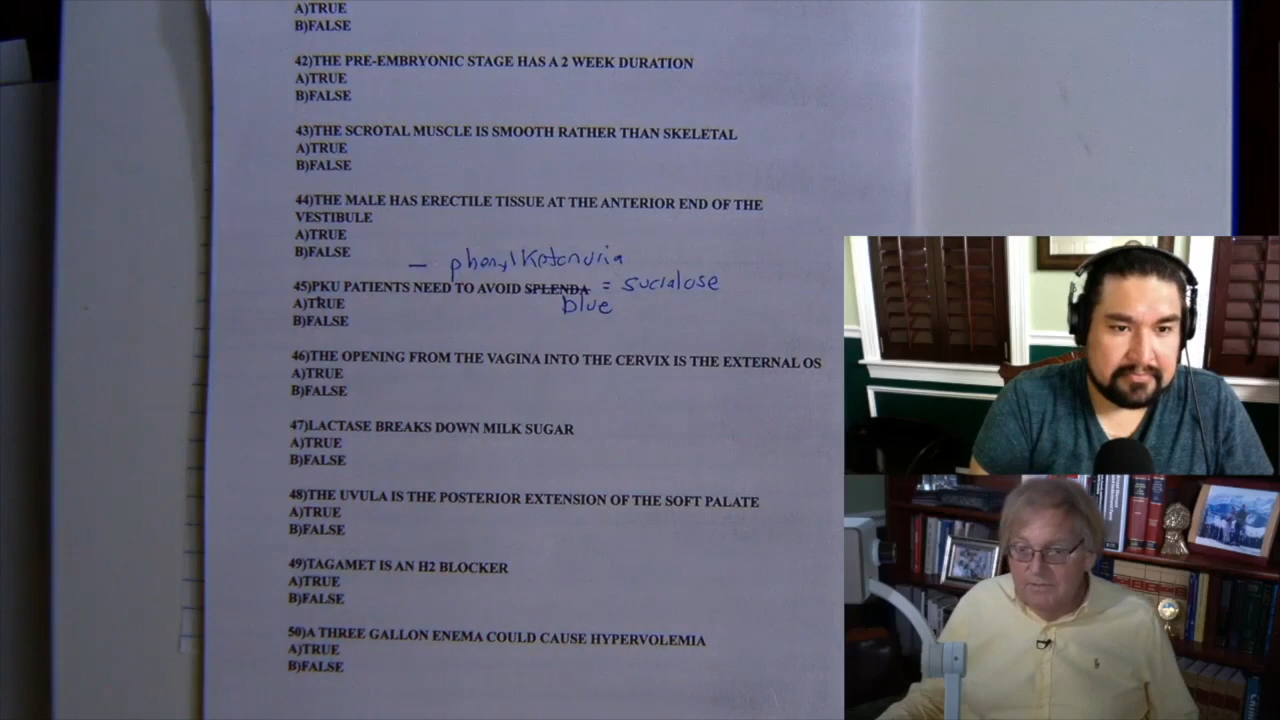 A)TRUE
B)FALSE
42)THE PRE-EMBRYONIC STAGE HAS A 2 WEEK DURATION
A)TRUE
B)FALSE
43)THE SCROTAL MUSCLE IS SMOOTH RATHER THAN SKELETAL
A)TRUE
B)FALSE
44)THE MALE HAS ERECTILE TISSUE AT THE ANTERIOR END OF THE
VESTIBULE
A)TRUE
B)FALSE
— phenylketonuria
45)PKU PATIENTS NEED TO AVOID SPLENDA = sucralose
blue
A)TRUE
B)FALSE
46)THE OPENING FROM THE VAGINA INTO THE CERVIX IS THE EXTERNAL OS
A)TRUE
B)FALSE
47)LACTASE BREAKS DOWN MILK SUGAR
A)TRUE
B)FALSE
48)THE UVULA IS THE POSTERIOR EXTENSION OF THE SOFT PALATE
A)TRUE
B)FALSE
49)TAGAMET IS AN H2 BLOCKER
A)TRUE
B)FALSE
50)A THREE GALLON ENEMA COULD CAUSE HYPERVOLEMIA
A)TRUE
B)FALSE